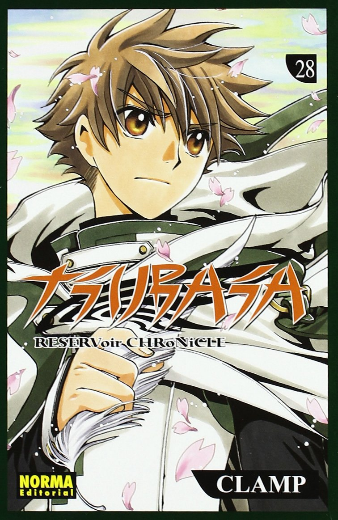 28
TSUBASA
RESERVoir CHRoNiCLE
NORMA
Editorial
CLAMP